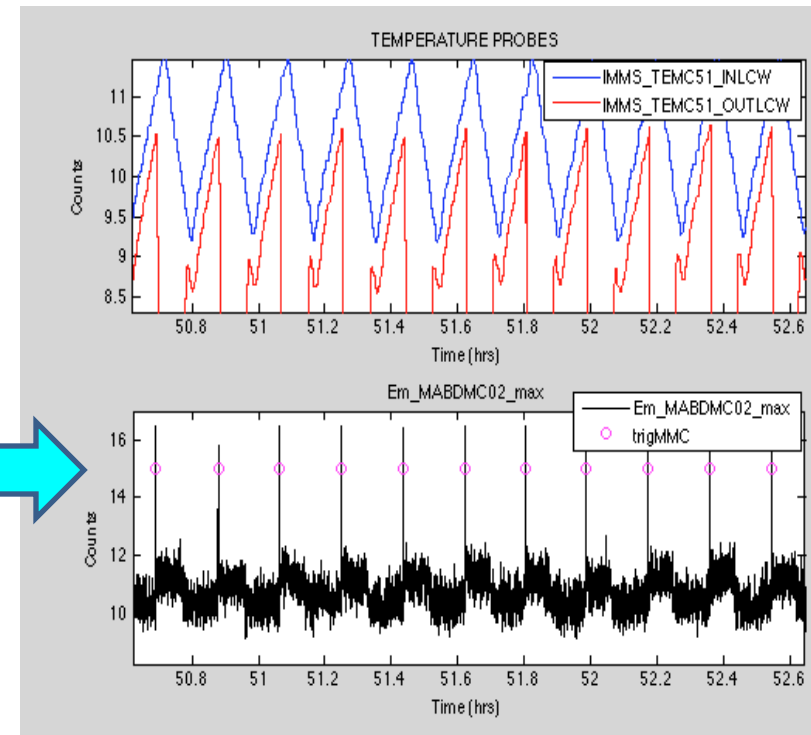 TEMPERATURE PROBES
IMMS_TEMC51_INLCW
IMMS_TEMC51_OUTLCW
11
10.5
10
9.5
9
8.5
Counts
50.8 51 51.2 51.4 51.6 51.8 52 52.2 52.4 52.6
Time (hrs)
Em_MABDMC02_max
Em_MABDMC02_max
trigMMC
16
14
12
10
Counts
50.8 51 51.2 51.4 51.6 51.8 52 52.2 52.4 52.6
Time (hrs)